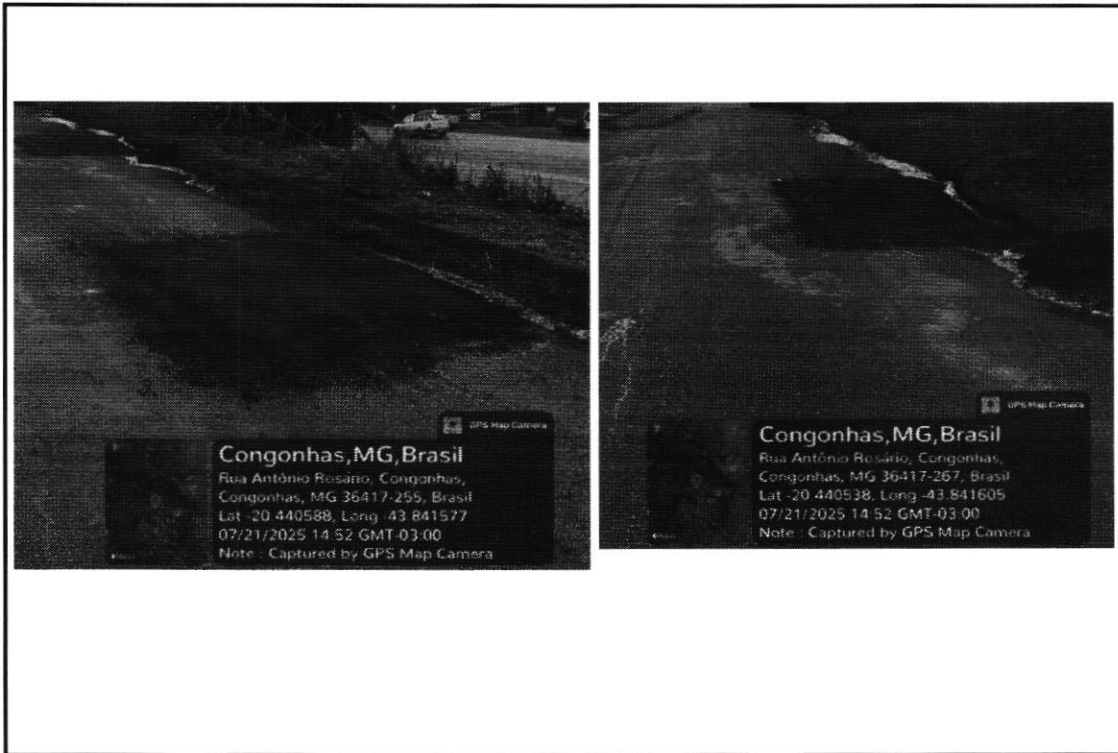 GPS Map Camera
Congonhas,MG,Brasil
Rua Antônio Rosário, Congonhas,
Congonhas, MG 36417-255, Brasil
Lat -20.440588, Long -43.841577
07/21/2025 14:52 GMT-03:00
Note : Captured by GPS Map Camera
GPS Map Camera
Congonhas,MG,Brasil
Rua Antônio Rosário, Congonhas,
Congonhas, MG 36417-267, Brasil
Lat -20.440538, Long -43.841605
07/21/2025 14:52 GMT-03:00
Note : Captured by GPS Map Camera